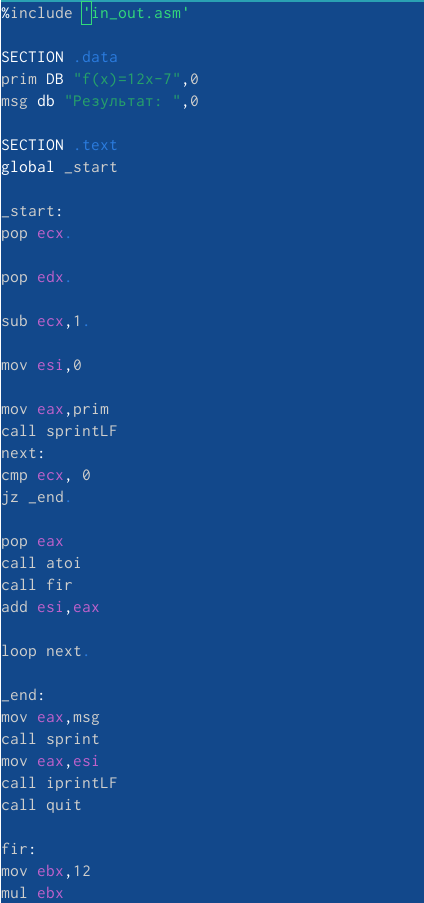 %include 'in_out.asm'
SECTION .data
prim DB "f(x)=12x-7",0
msg db "Результат: ",0
SECTION .text
global _start
_start:
pop ecx.
pop edx.
sub ecx,1.
mov esi,0
mov eax,prim
call sprintLF
next:
cmp ecx, 0
jz _end.
pop eax
call atoi
call fir
add esi,eax
loop next.
_end:
mov eax,msg
call sprint
mov eax,esi
call iprintLF
call quit
fir:
mov ebx,12
mul ebx